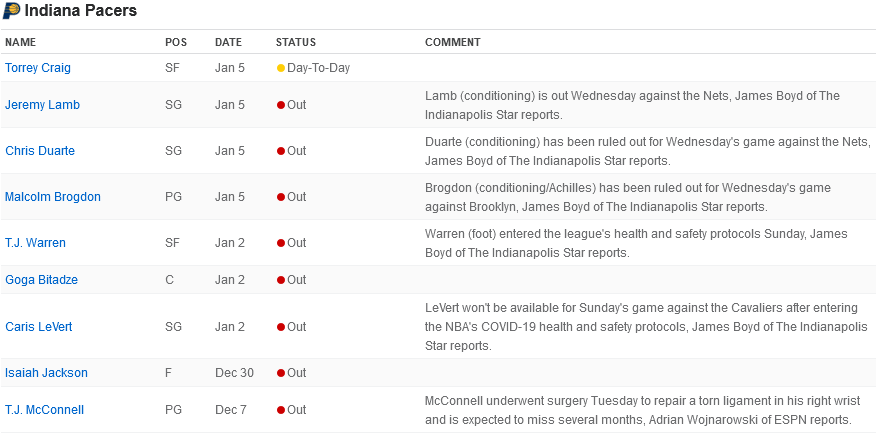 Indiana Pacers
NAME POS DATE STATUS COMMENT
Torrey Craig SF Jan 5 Day-To-Day
Jeremy Lamb SG Jan 5 Out Lamb (conditioning) is out Wednesday against the Nets, James Boyd of The
Indianapolis Star reports.
Chris Duarte SG Jan 5 Out Duarte (conditioning) has been ruled out for Wednesday's game against the Nets,
James Boyd of The Indianapolis Star reports.
Malcolm Brogdon PG Jan 5 Out Brogdon (conditioning/Achilles) has been ruled out for Wednesday's game
against Brooklyn, James Boyd of The Indianapolis Star reports.
T.J. Warren SF Jan 2 Out Warren (foot) entered the league's health and safety protocols Sunday, James
Boyd of The Indianapolis Star reports.
Goga Bitadze C Jan 2 Out
Caris LeVert SG Jan 2 Out LeVert won't be available for Sunday's game against the Cavaliers after entering
the NBA's COVID-19 health and safety protocols, James Boyd of The Indianapolis
Star reports.
Isaiah Jackson F Dec 30 Out
T.J. McConnell PG Dec 7 Out McConnell underwent surgery Tuesday to repair a torn ligament in his right wrist
and is expected to miss several months, Adrian Wojnarowski of ESPN reports.